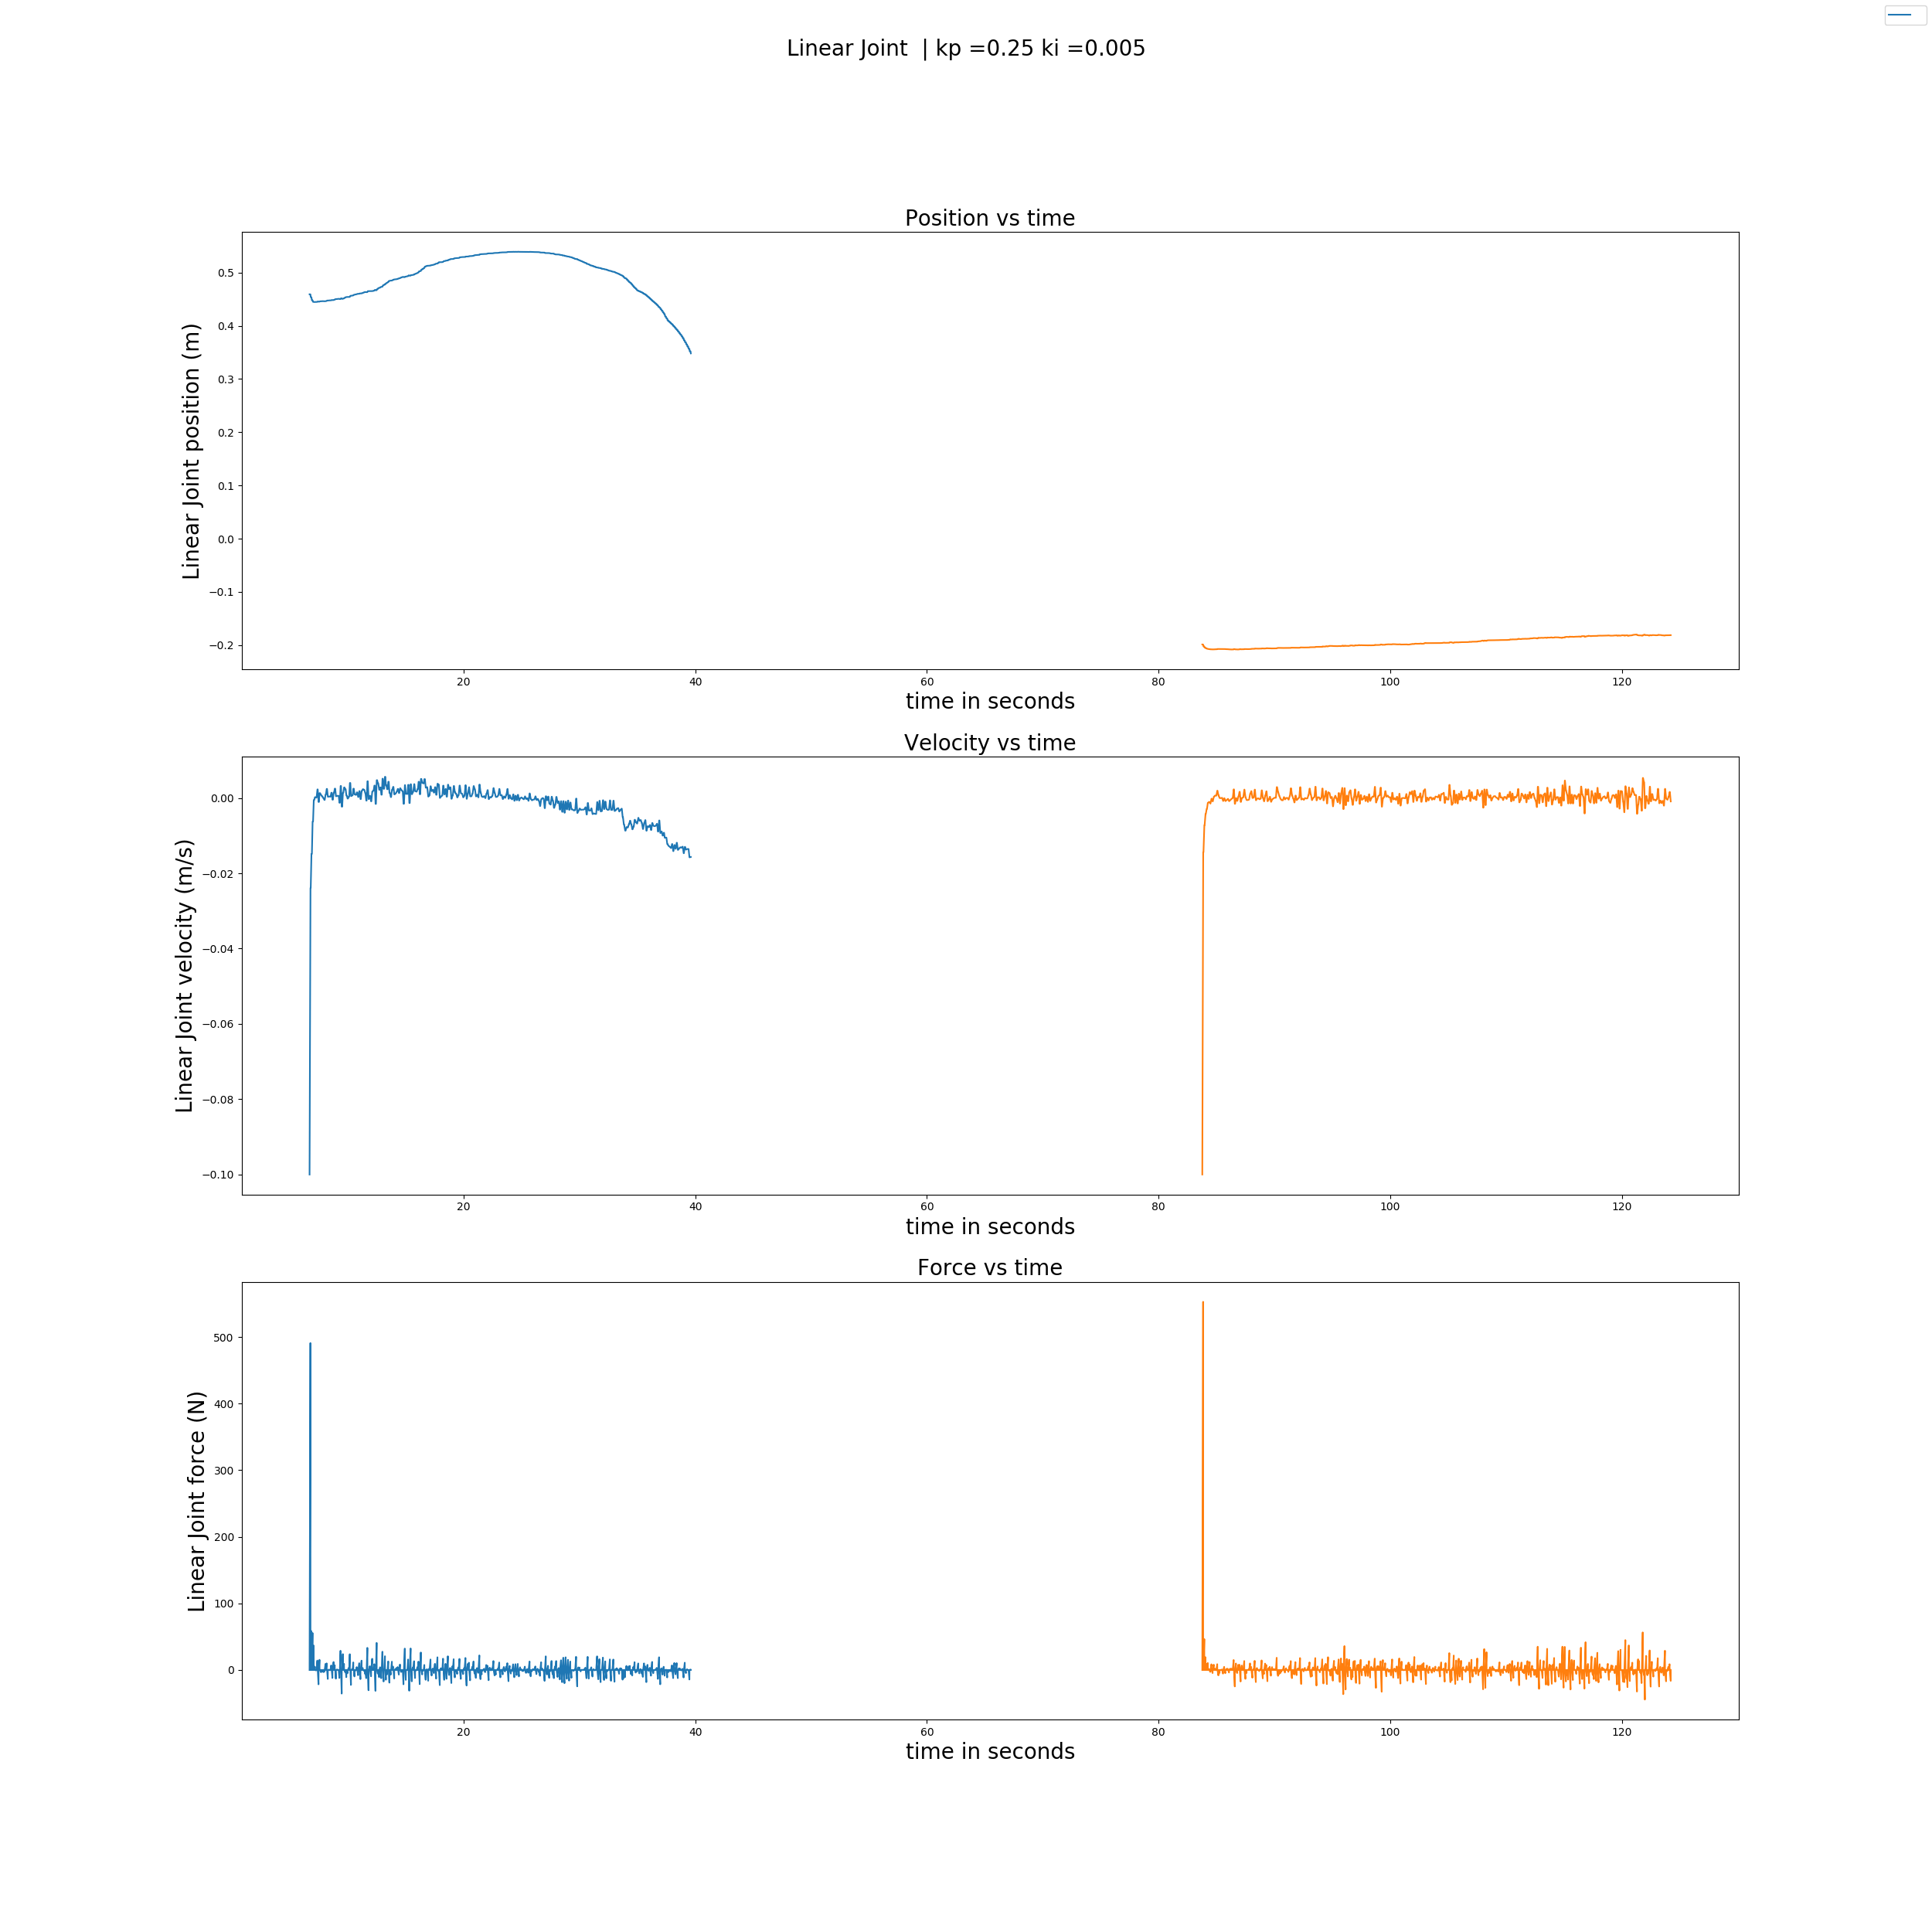 Linear Joint | kp =0.25 ki =0.005
Position vs time
Linear Joint position (m)
0.5
0.4
0.3
0.2
0.1
0.0
−0.1
−0.2
20 40 60 80 100 120
time in seconds
Velocity vs time
Linear Joint velocity (m/s)
0.00
−0.02
−0.04
−0.06
−0.08
−0.10
20 40 60 80 100 120
time in seconds
Force vs time
Linear Joint force (N)
500
400
300
200
100
0
20 40 60 80 100 120
time in seconds